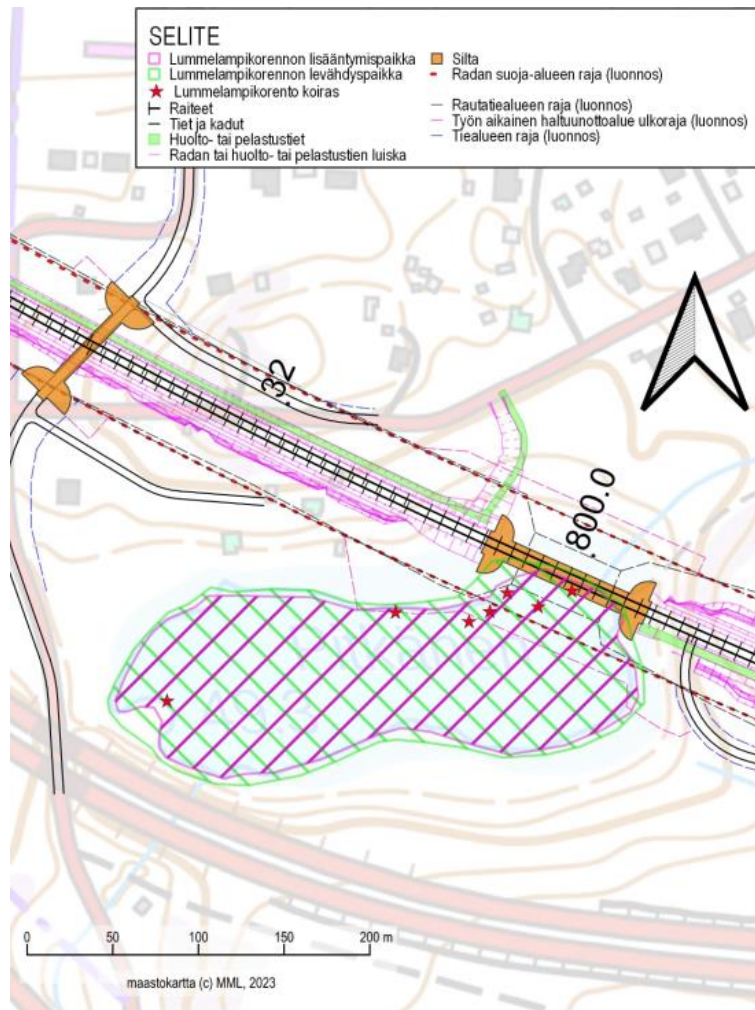 SELITE
Lummelampikorennon lisääntymispaikka
Lummelampikorennon levähdyspaikka
Lummelampikorento koiras
Raiteet
Tiet ja kadut
Huolto- tai pelastustiet
Radan tai huolto- tai pelastustien luiska
Silta
Radan suoja-alueen raja (luonnos)
Rautatiealueen raja (luonnos)
Työn aikainen haltuunottoalue ulkoraja (luonnos)
Tiealueen raja (luonnos)
.32
.800.0
0 50 100 150 200 m
maastokartta (c) MML, 2023